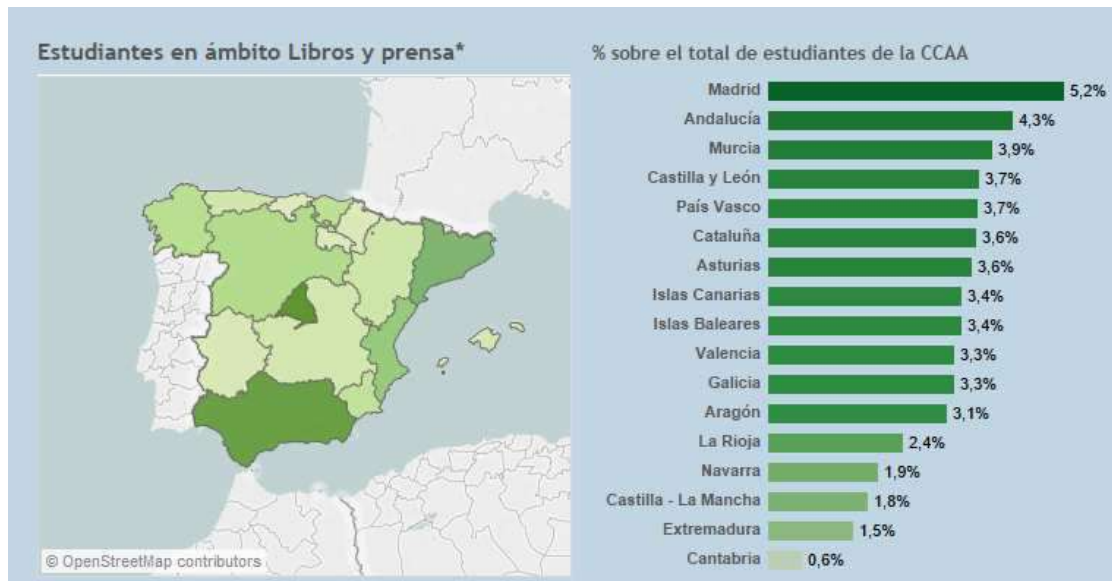 Estudiantes en ámbito Libros y prensa*
© OpenStreetMap contributors
% sobre el total de estudiantes de la CCAA
Madrid 5,2%
Andalucía 4,3%
Murcia 3,9%
Castilla y León 3,7%
País Vasco 3,7%
Cataluña 3,6%
Asturias 3,6%
Islas Canarias 3,4%
Islas Baleares 3,4%
Valencia 3,3%
Galicia 3,3%
Aragón 3,1%
La Rioja 2,4%
Navarra 1,9%
Castilla - La Mancha 1,8%
Extremadura 1,5%
Cantabria 0,6%